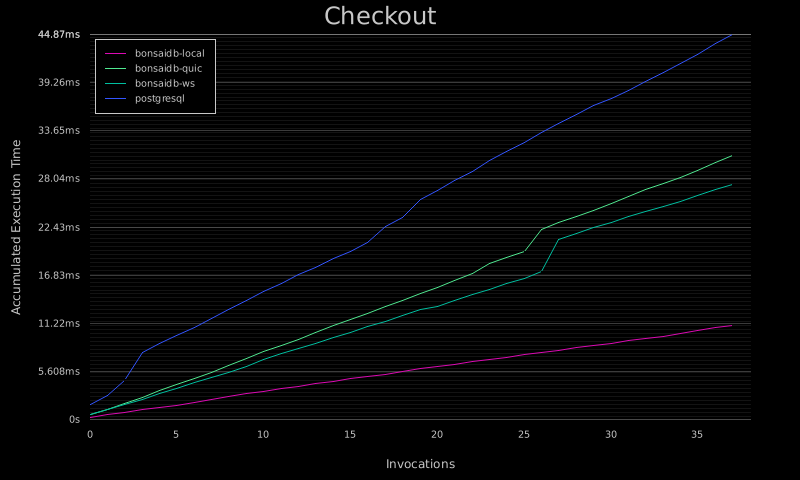 Checkout
44.87ms
39.26ms
33.65ms
28.04ms
22.43ms
16.83ms
11.22ms
5.608ms
0s
bonsaidb-local
bonsaidb-quic
bonsaidb-ws
postgresql
Accumulated Execution Time
0 5 10 15 20 25 30 35
Invocations